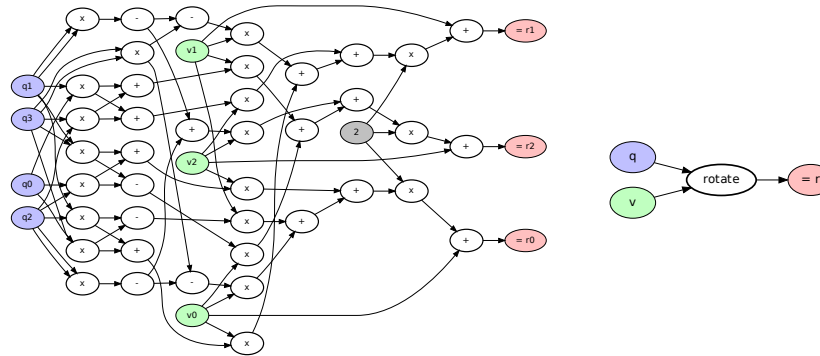 x - -
+ = r1
x
x v1 + x
x +
q1 x +
x +
q3 x +
+ x + 2 x
+ = r2
x +
q
v2
rotate = r
q0 x - x + x
v
q2 x - x +
+ = r0
x + x
x - - x
v0
x